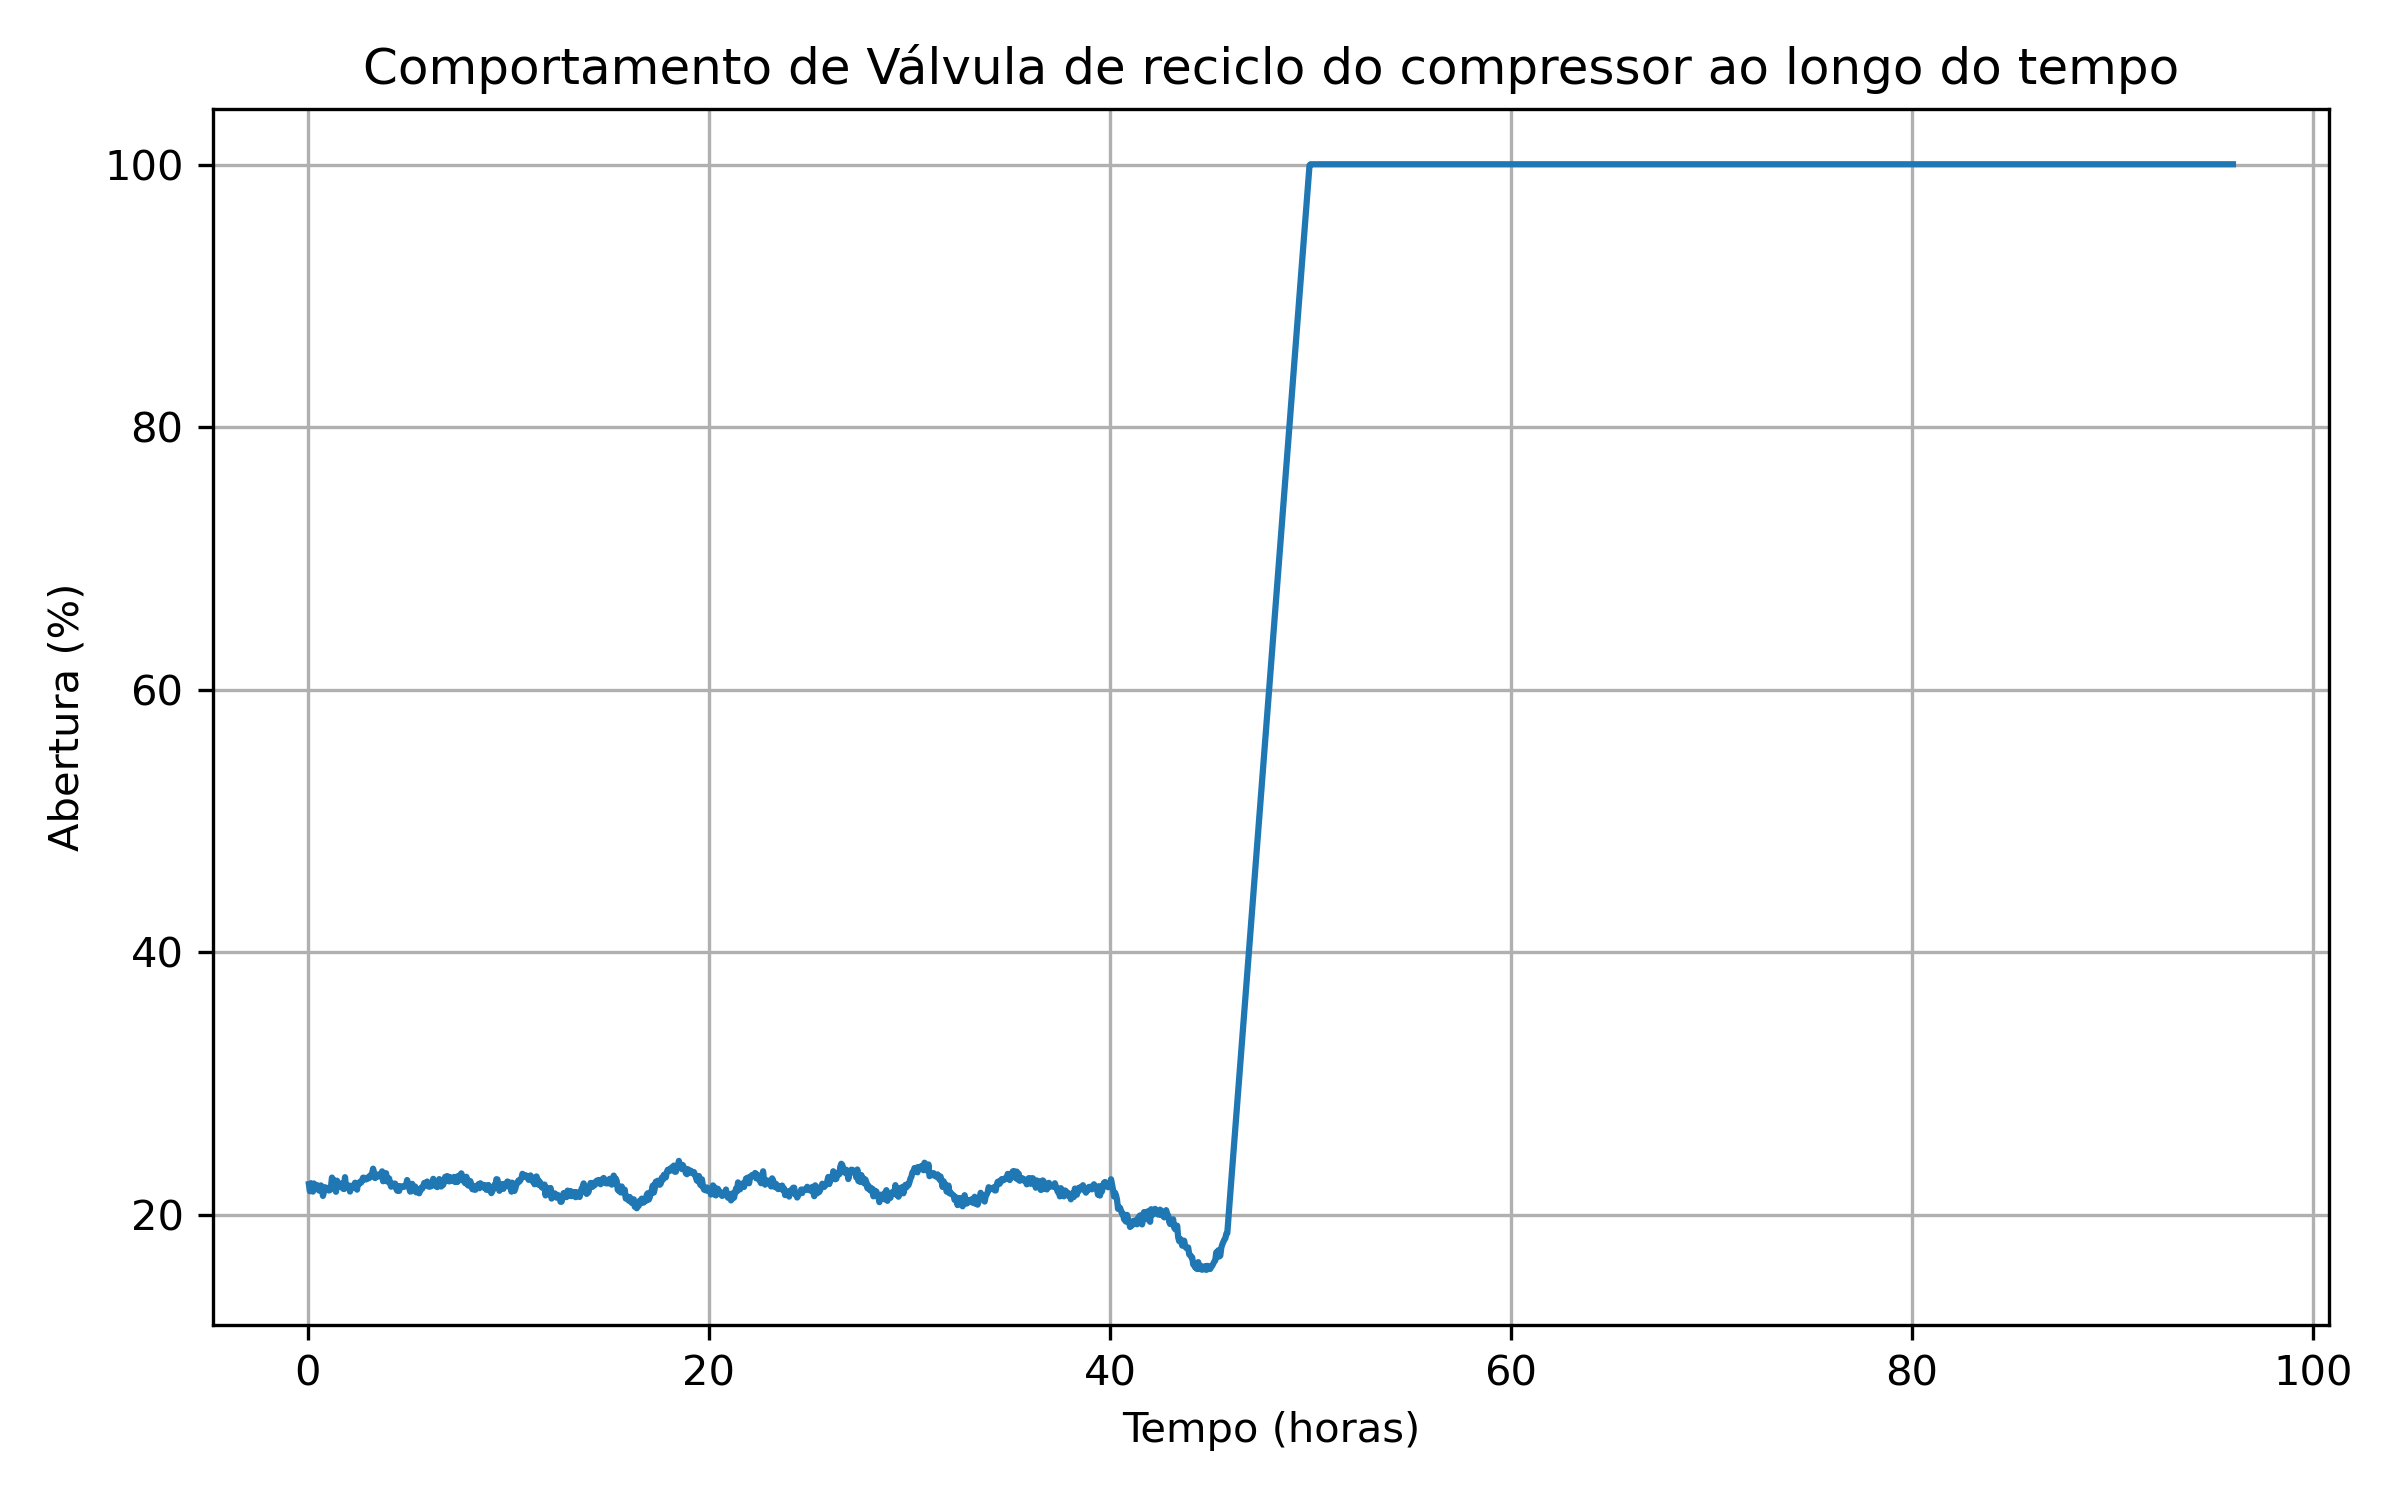 Comportamento de Válvula de reciclo do compressor ao longo do tempo
100
80
60
40
20
Abertura (%)
0 20 40 60 80 100
Tempo (horas)